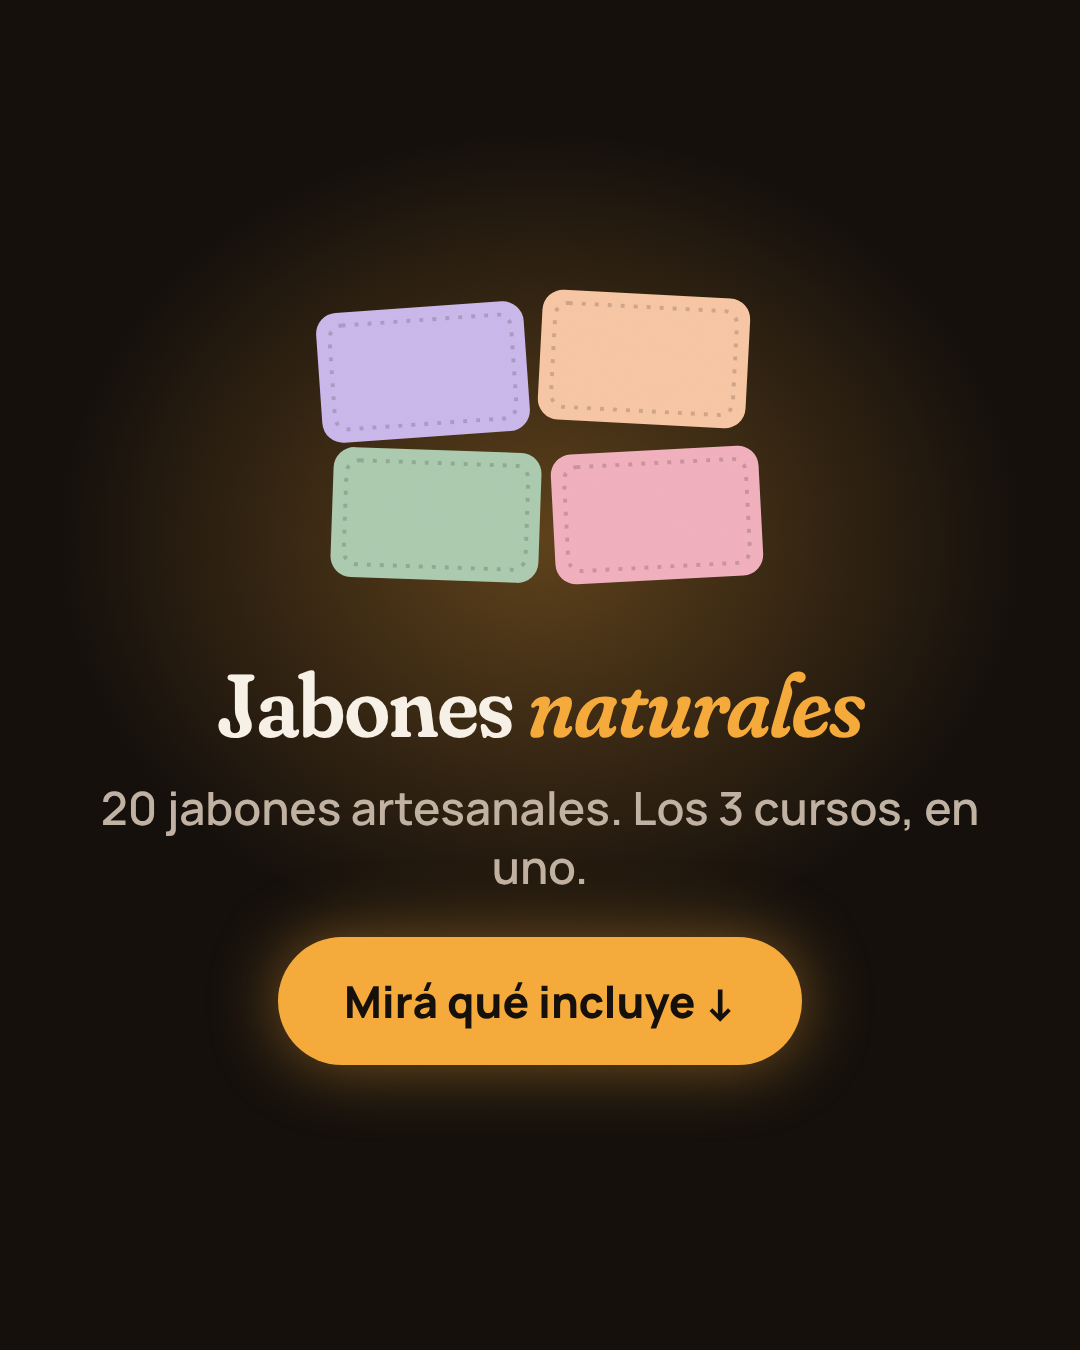 Jabones naturales
20 jabones artesanales. Los 3 cursos, en
uno.
Mirá qué incluye ↓